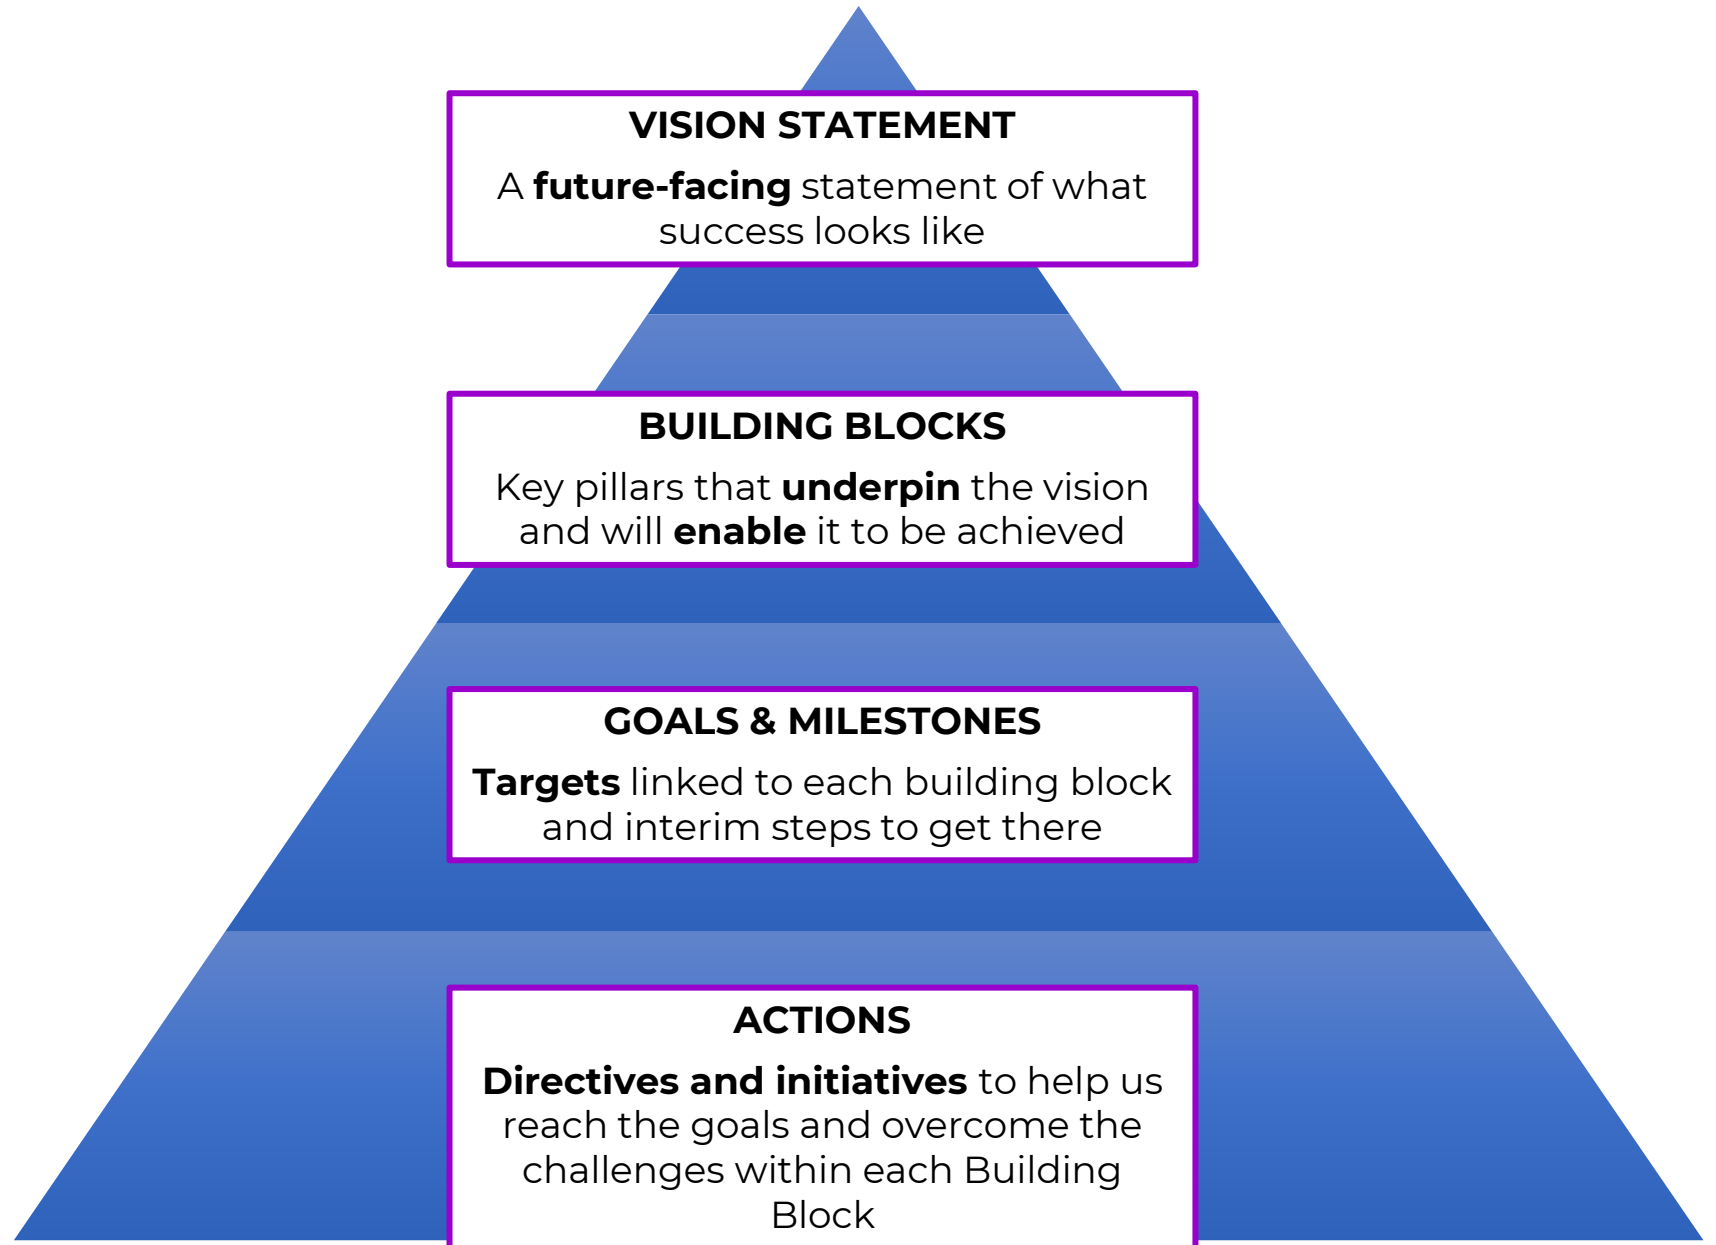 VISION STATEMENT
A future-facing statement of what
success looks like
BUILDING BLOCKS
Key pillars that underpin the vision
and will enable it to be achieved
GOALS & MILESTONES
Targets linked to each building block
and interim steps to get there
ACTIONS
Directives and initiatives to help us
reach the goals and overcome the
challenges within each Building
Block